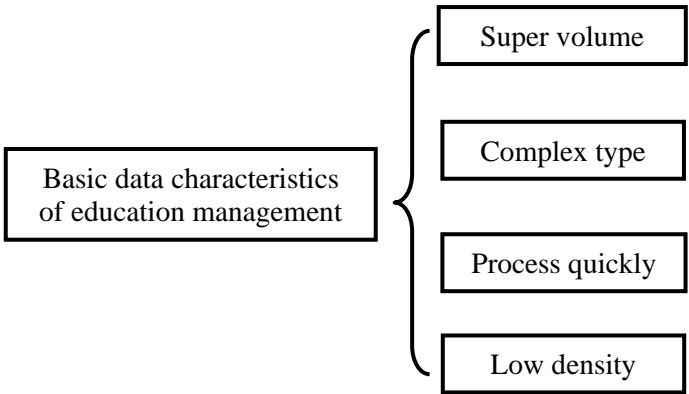 Super volume
Complex type
Basic data characteristics
of education management
Process quickly
Low density